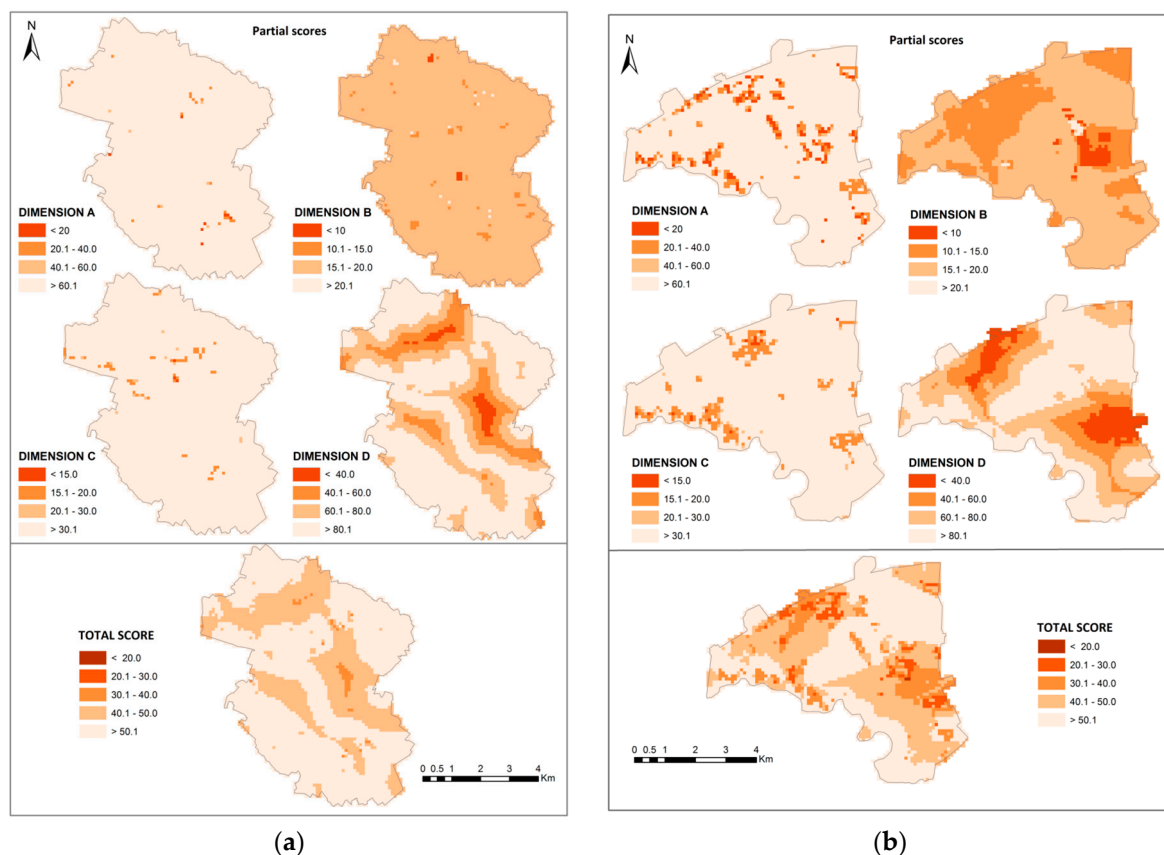 N
Partial scores
DIMENSION A
< 20
20.1 - 40.0
40.1 - 60.0
> 60.1
DIMENSION B
< 10
10.1 - 15.0
15.1 - 20.0
> 20.1
DIMENSION C
< 15.0
15.1 - 20.0
20.1 - 30.0
> 30.1
DIMENSION D
< 40.0
40.1 - 60.0
60.1 - 80.0
> 80.1
TOTAL SCORE
< 20.0
20.1 - 30.0
30.1 - 40.0
40.1 - 50.0
> 50.1
0 0.5 1 2 3 4
Km
(a)
N
Partial scores
DIMENSION A
< 20
20.1 - 40.0
40.1 - 60.0
> 60.1
DIMENSION B
< 10
10.1 - 15.0
15.1 - 20.0
> 20.1
DIMENSION C
< 15.0
15.1 - 20.0
20.1 - 30.0
> 30.1
DIMENSION D
< 40.0
40.1 - 60.0
60.1 - 80.0
> 80.1
TOTAL SCORE
< 20.0
20.1 - 30.0
30.1 - 40.0
40.1 - 50.0
> 50.1
0 0.5 1 2 3 4
Km
(b)